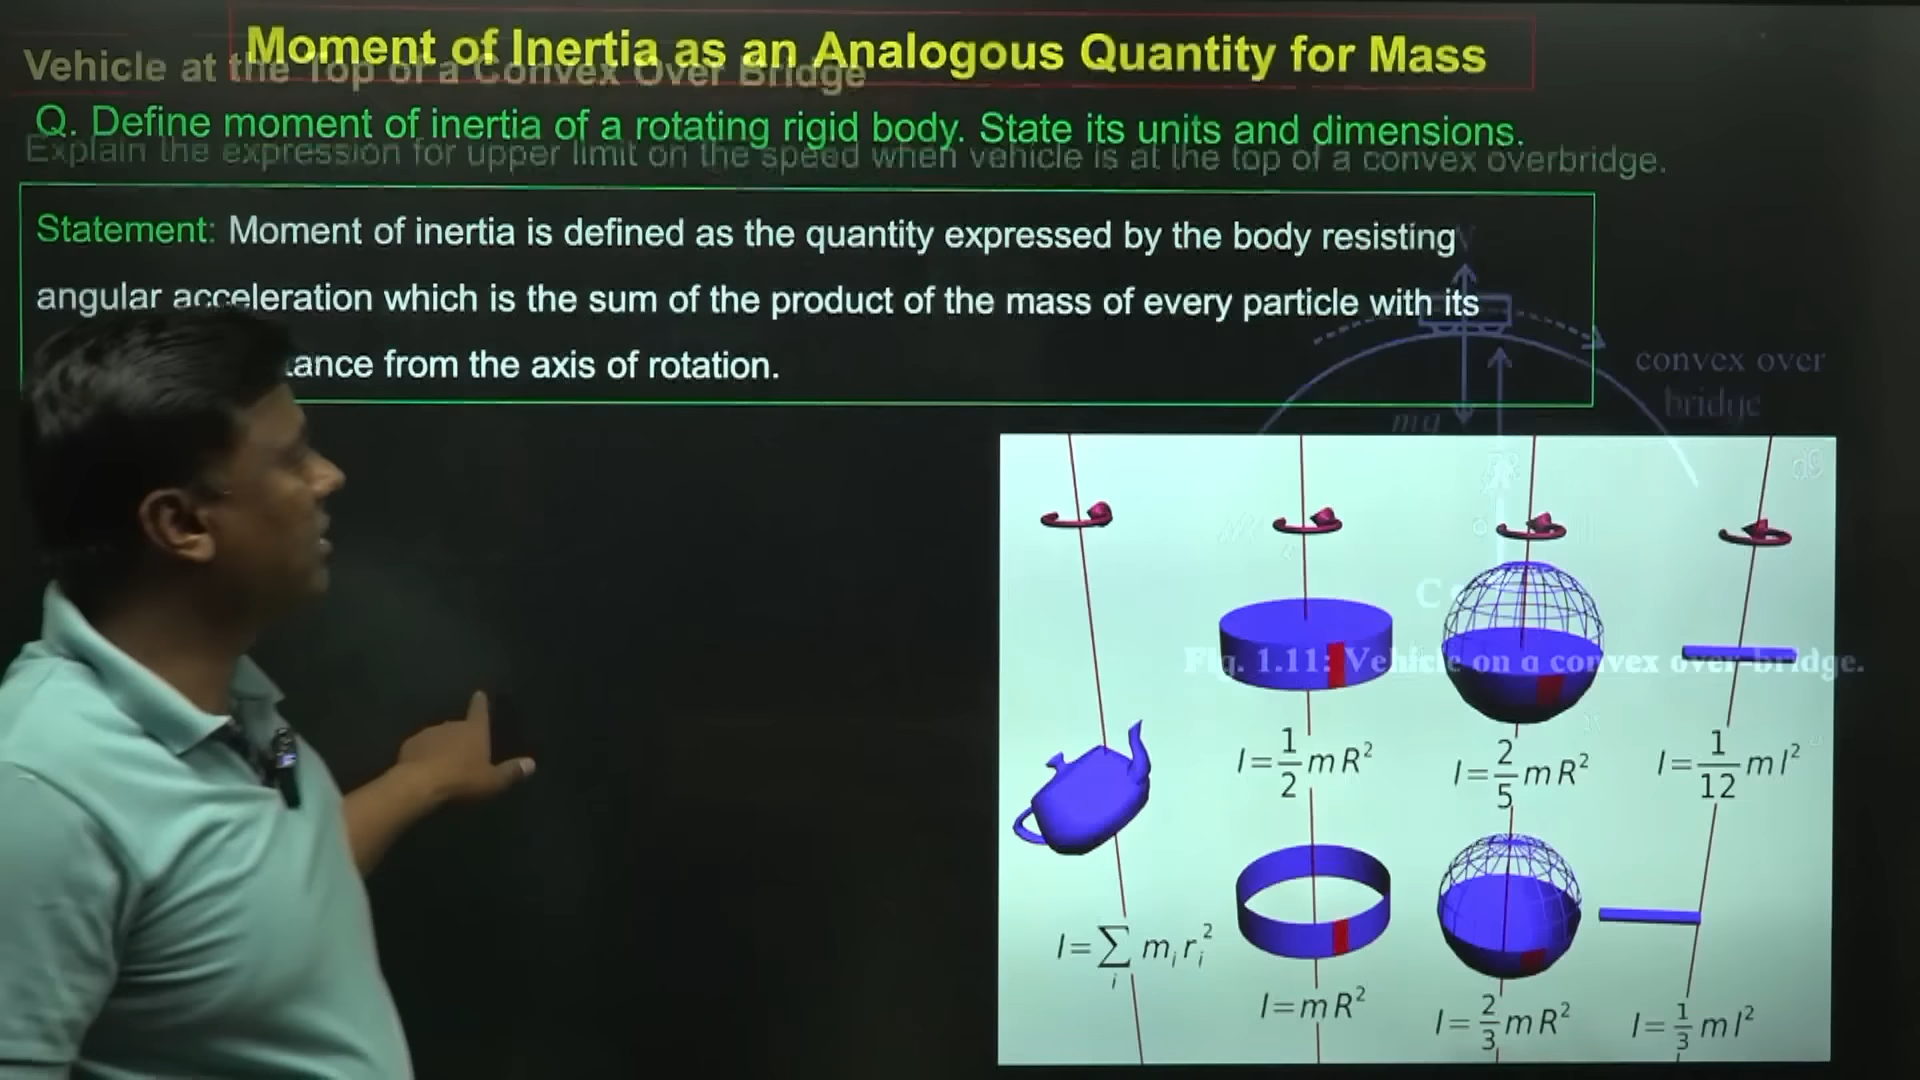 Moment of Inertia as an Analogous Quantity for Mass
Vehicle at the Top of a Convex Over Bridge
Q. Define moment of inertia of a rotating rigid body. State its units and dimensions.
Explain the expression for upper limit on the speed when vehicle is at the top of a convex overbridge.
Statement: Moment of inertia is defined as the quantity expressed by the body resisting
angular acceleration which is the sum of the product of the mass of every particle with its
from the axis of rotation.
N
convex over
bridge
mg
Fig. 1.11: Vehicle on a convex over-bridge.
I=1/2 mR²
I=2/5 mR²
I=1/12 ml²
I=∑ᵢ mᵢrᵢ²
I=mR²
I=2/3 mR²
I=1/3 ml²